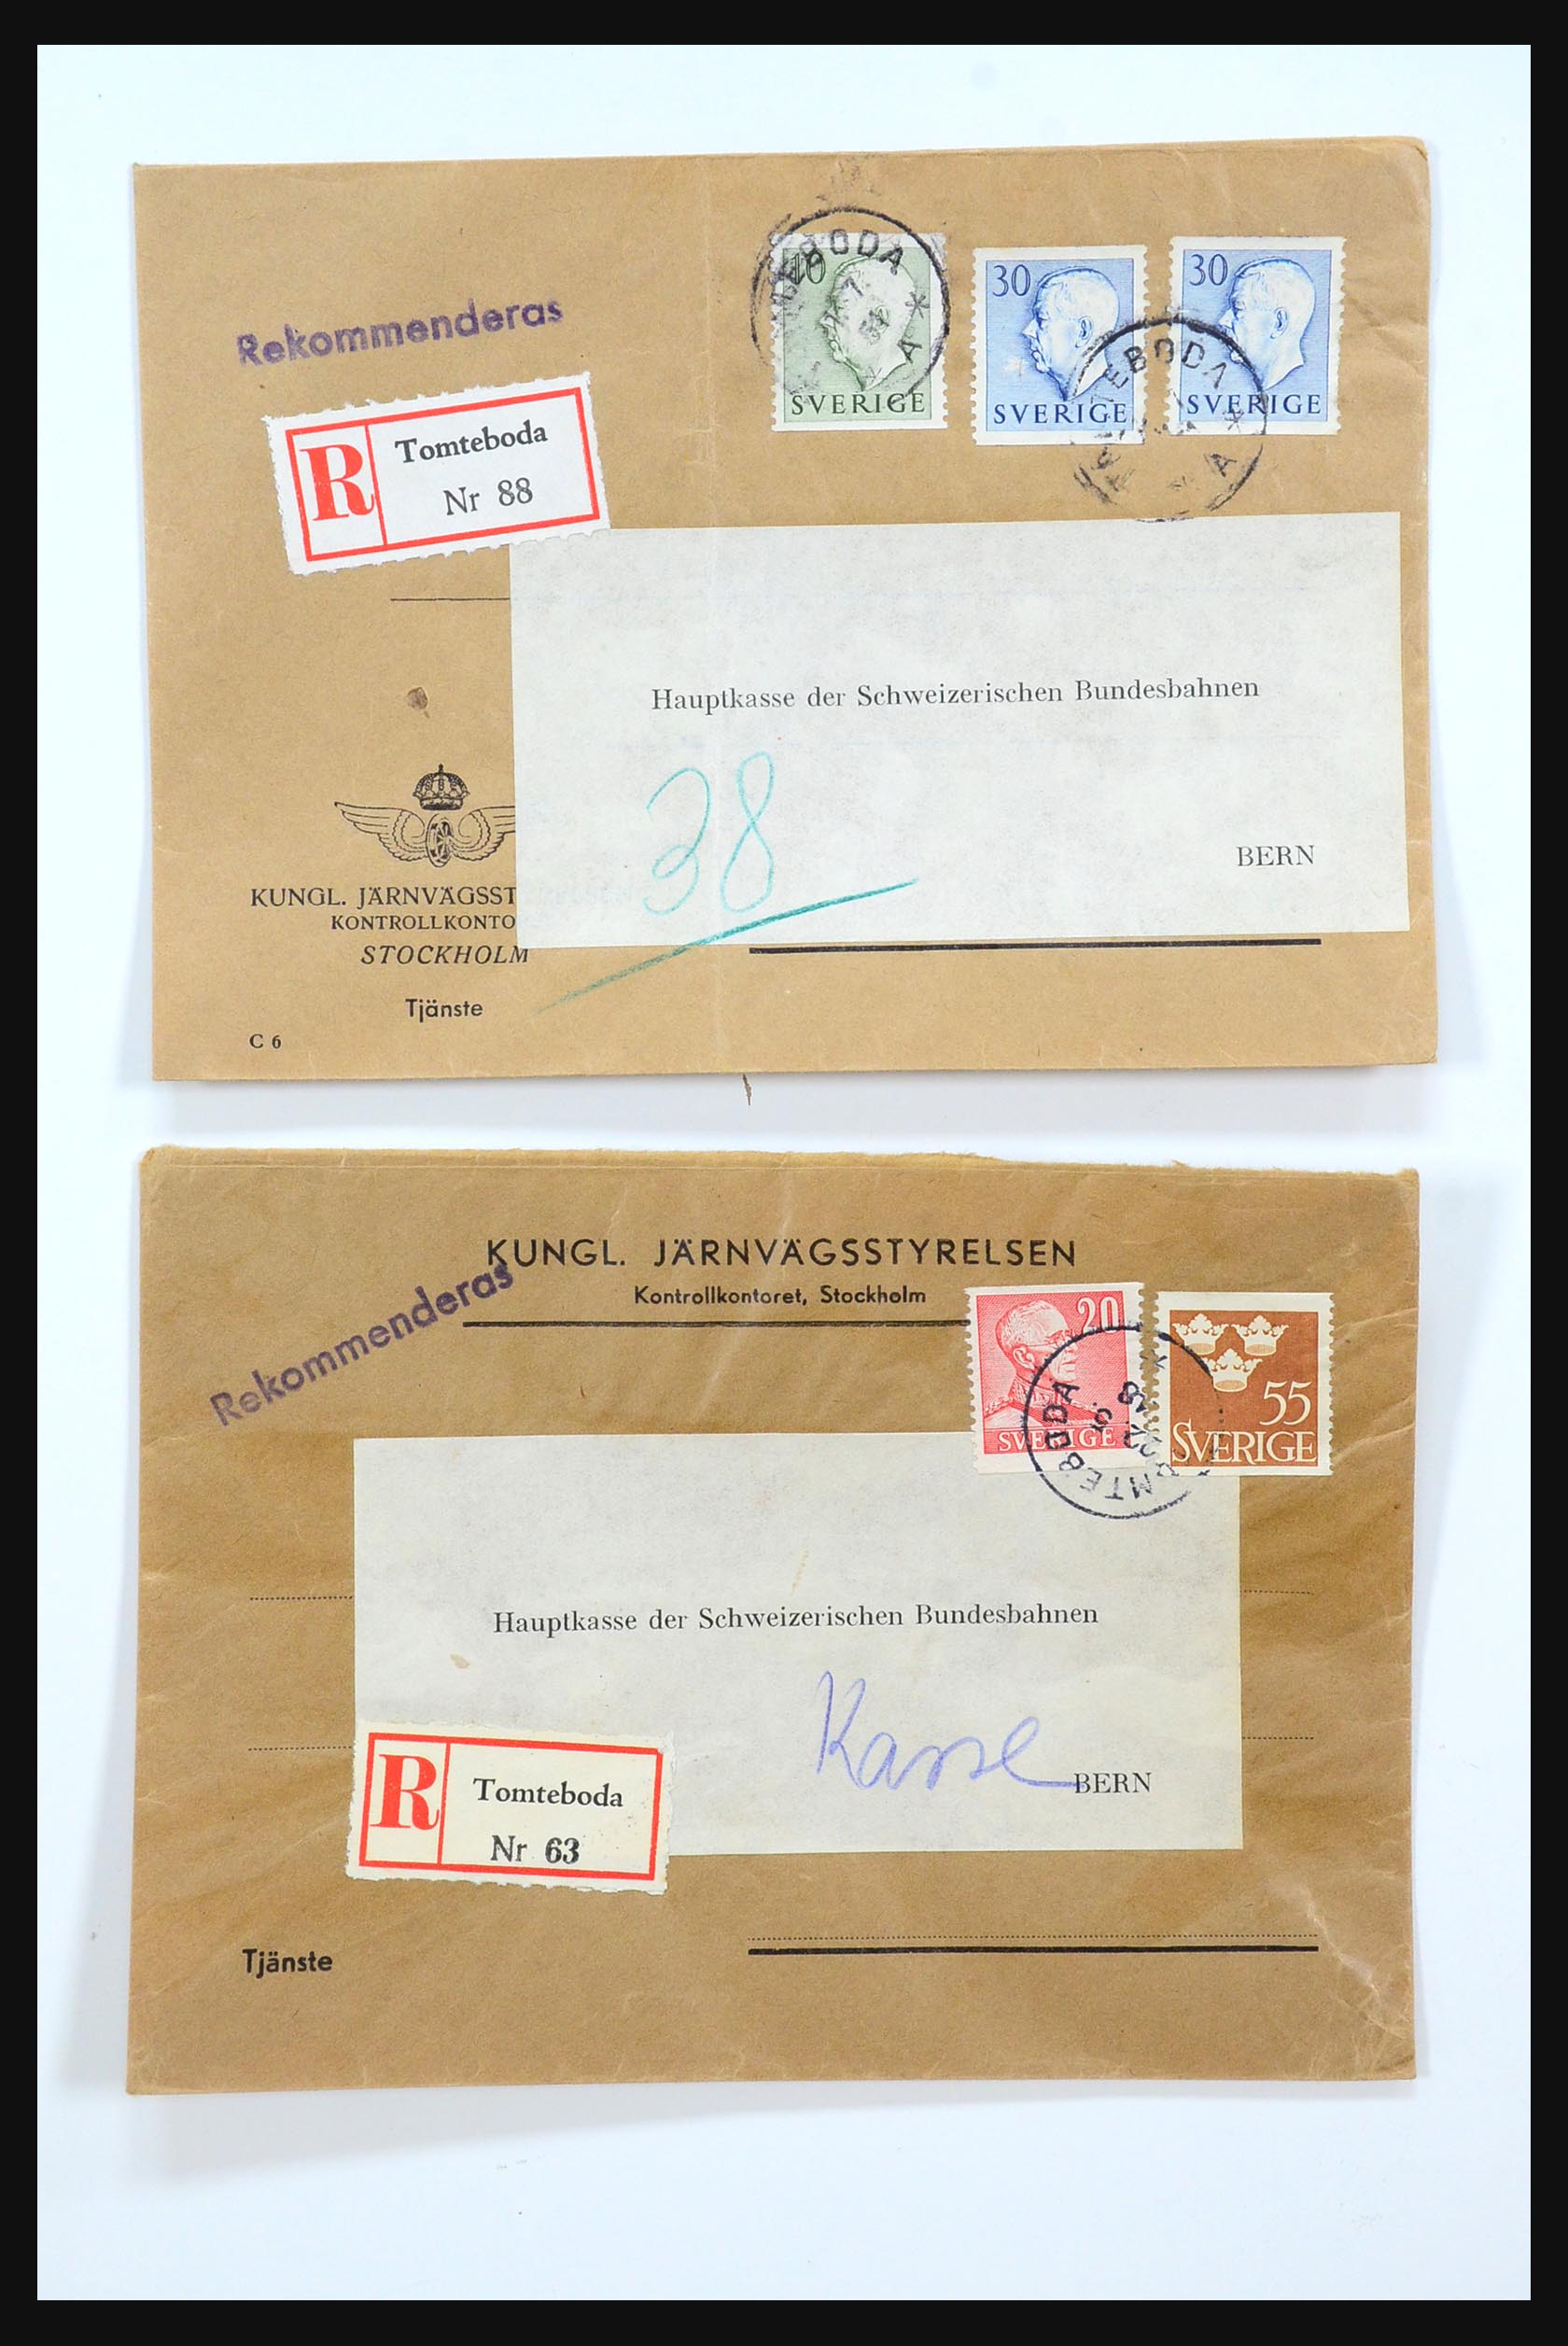 Rekommenderas
R
Tomteboda
Nr 88
40
SVERIGE
30
SVERIGE
30
SVERIGE
Hauptkasse der Schweizerischen Bundesbahnen
38
BERN
KUNGL. JÄRNVÄGSST
KONTROLLKONTO
STOCKHOLM
Tjänste
C 6
KUNGL. JÄRNVÄGSSTYRELSEN
Kontrollkontoret, Stockholm
Rekommenderas
20
SVERIGE
55
SVERIGE
Hauptkasse der Schweizerischen Bundesbahnen
Kasse
BERN
R
Tomteboda
Nr 63
Tjänste